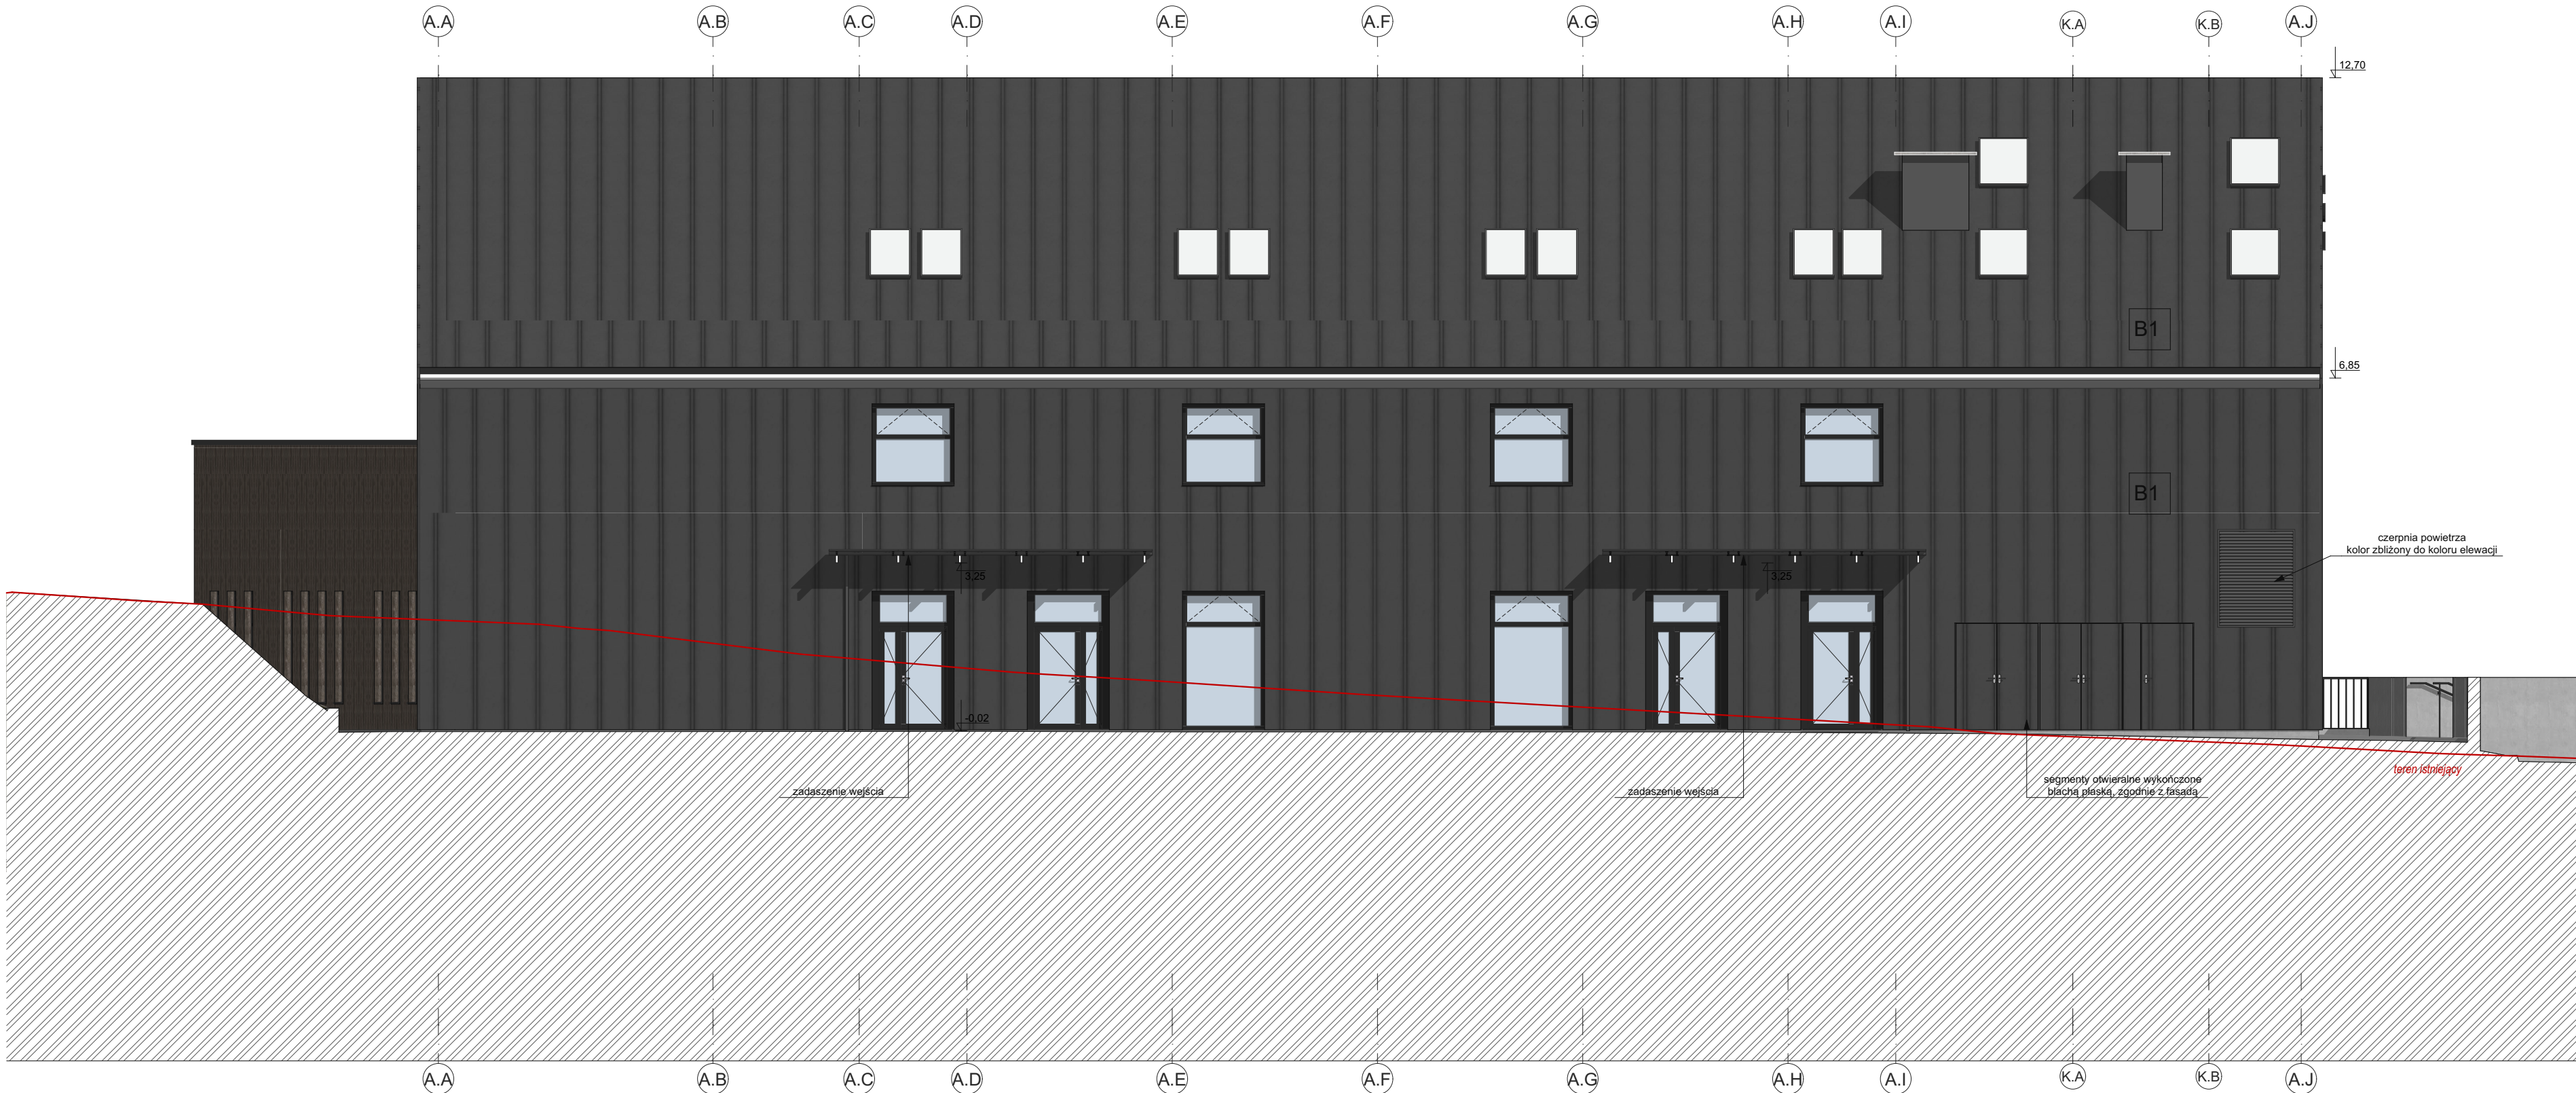 A.A A.B A.C A.D A.E A.F A.G A.H A.I K.A K.B A.J
12,70
B1
6,85
B1
czerpnia powietrza
kolor zbliżony do koloru elewacji
3,25
3,25
-0,02
teren istniejący
zadaszenie wejścia
zadaszenie wejścia
segmenty otwieralne wykończone
blachą płaską, zgodnie z fasadą
A.A A.B A.C A.D A.E A.F A.G A.H A.I K.A K.B A.J